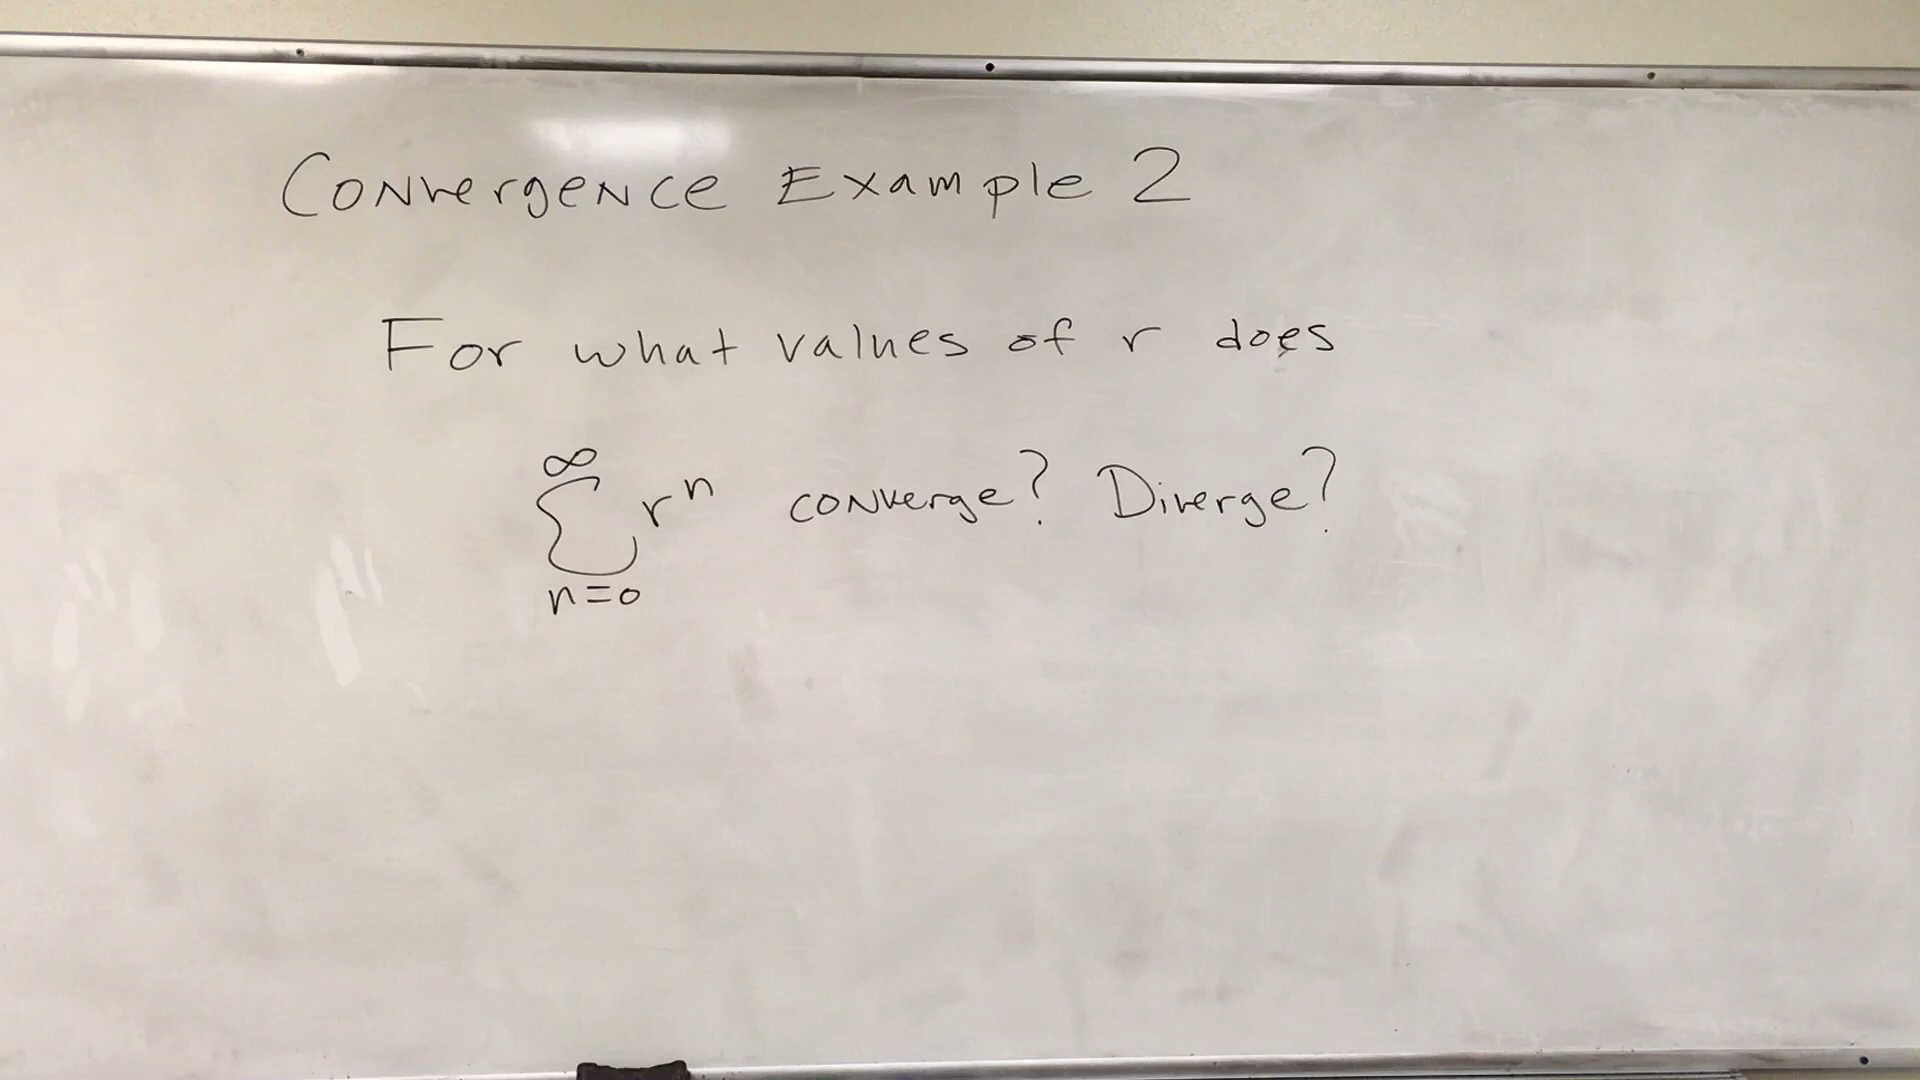 Convergence Example 2
For what values of r does
∞
∑ rⁿ converge? Diverge?
n=0